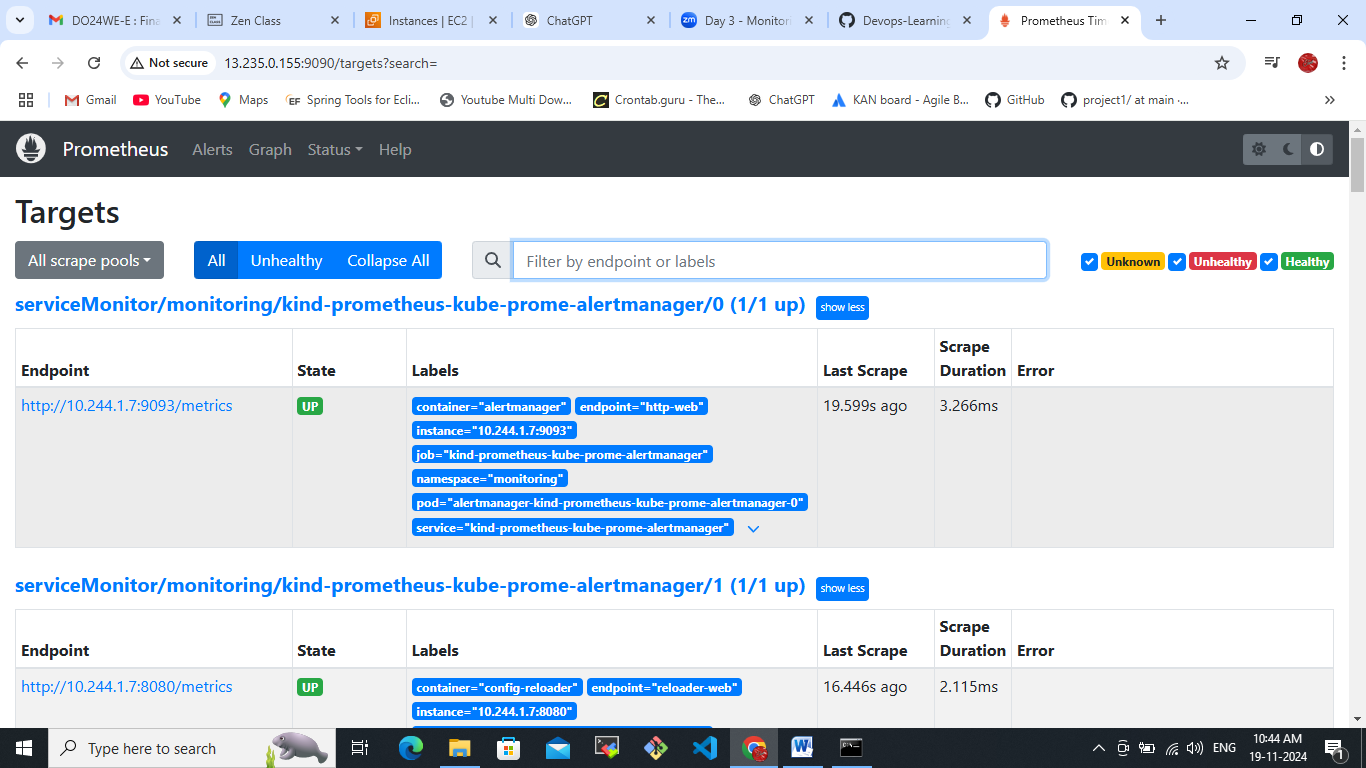 DO24WE-E : Fina
Zen Class
Instances | EC2 |
ChatGPT
Day 3 - Monitori
Devops-Learning
Prometheus Tim
Not secure
13.235.0.155:9090/targets?search=
Gmail
YouTube
Maps
Spring Tools for Ecli...
Youtube Multi Dow...
Crontab.guru - The...
ChatGPT
KAN board - Agile B...
GitHub
project1/ at main ·...
Prometheus
Alerts
Graph
Status
Help
Targets
All scrape pools
All
Unhealthy
Collapse All
Filter by endpoint or labels
Unknown
Unhealthy
Healthy
serviceMonitor/monitoring/kind-prometheus-kube-prome-alertmanager/0 (1/1 up)
show less
Endpoint
State
Labels
Last Scrape
Scrape
Duration
Error
http://10.244.1.7:9093/metrics
UP
container="alertmanager" endpoint="http-web"
instance="10.244.1.7:9093"
job="kind-prometheus-kube-prome-alertmanager"
namespace="monitoring"
pod="alertmanager-kind-prometheus-kube-prome-alertmanager-0"
service="kind-prometheus-kube-prome-alertmanager"
19.599s ago
3.266ms
serviceMonitor/monitoring/kind-prometheus-kube-prome-alertmanager/1 (1/1 up)
show less
Endpoint
State
Labels
Last Scrape
Scrape
Duration
Error
http://10.244.1.7:8080/metrics
UP
container="config-reloader" endpoint="reloader-web"
instance="10.244.1.7:8080"
16.446s ago
2.115ms
Type here to search
ENG
10:44 AM
19-11-2024
1